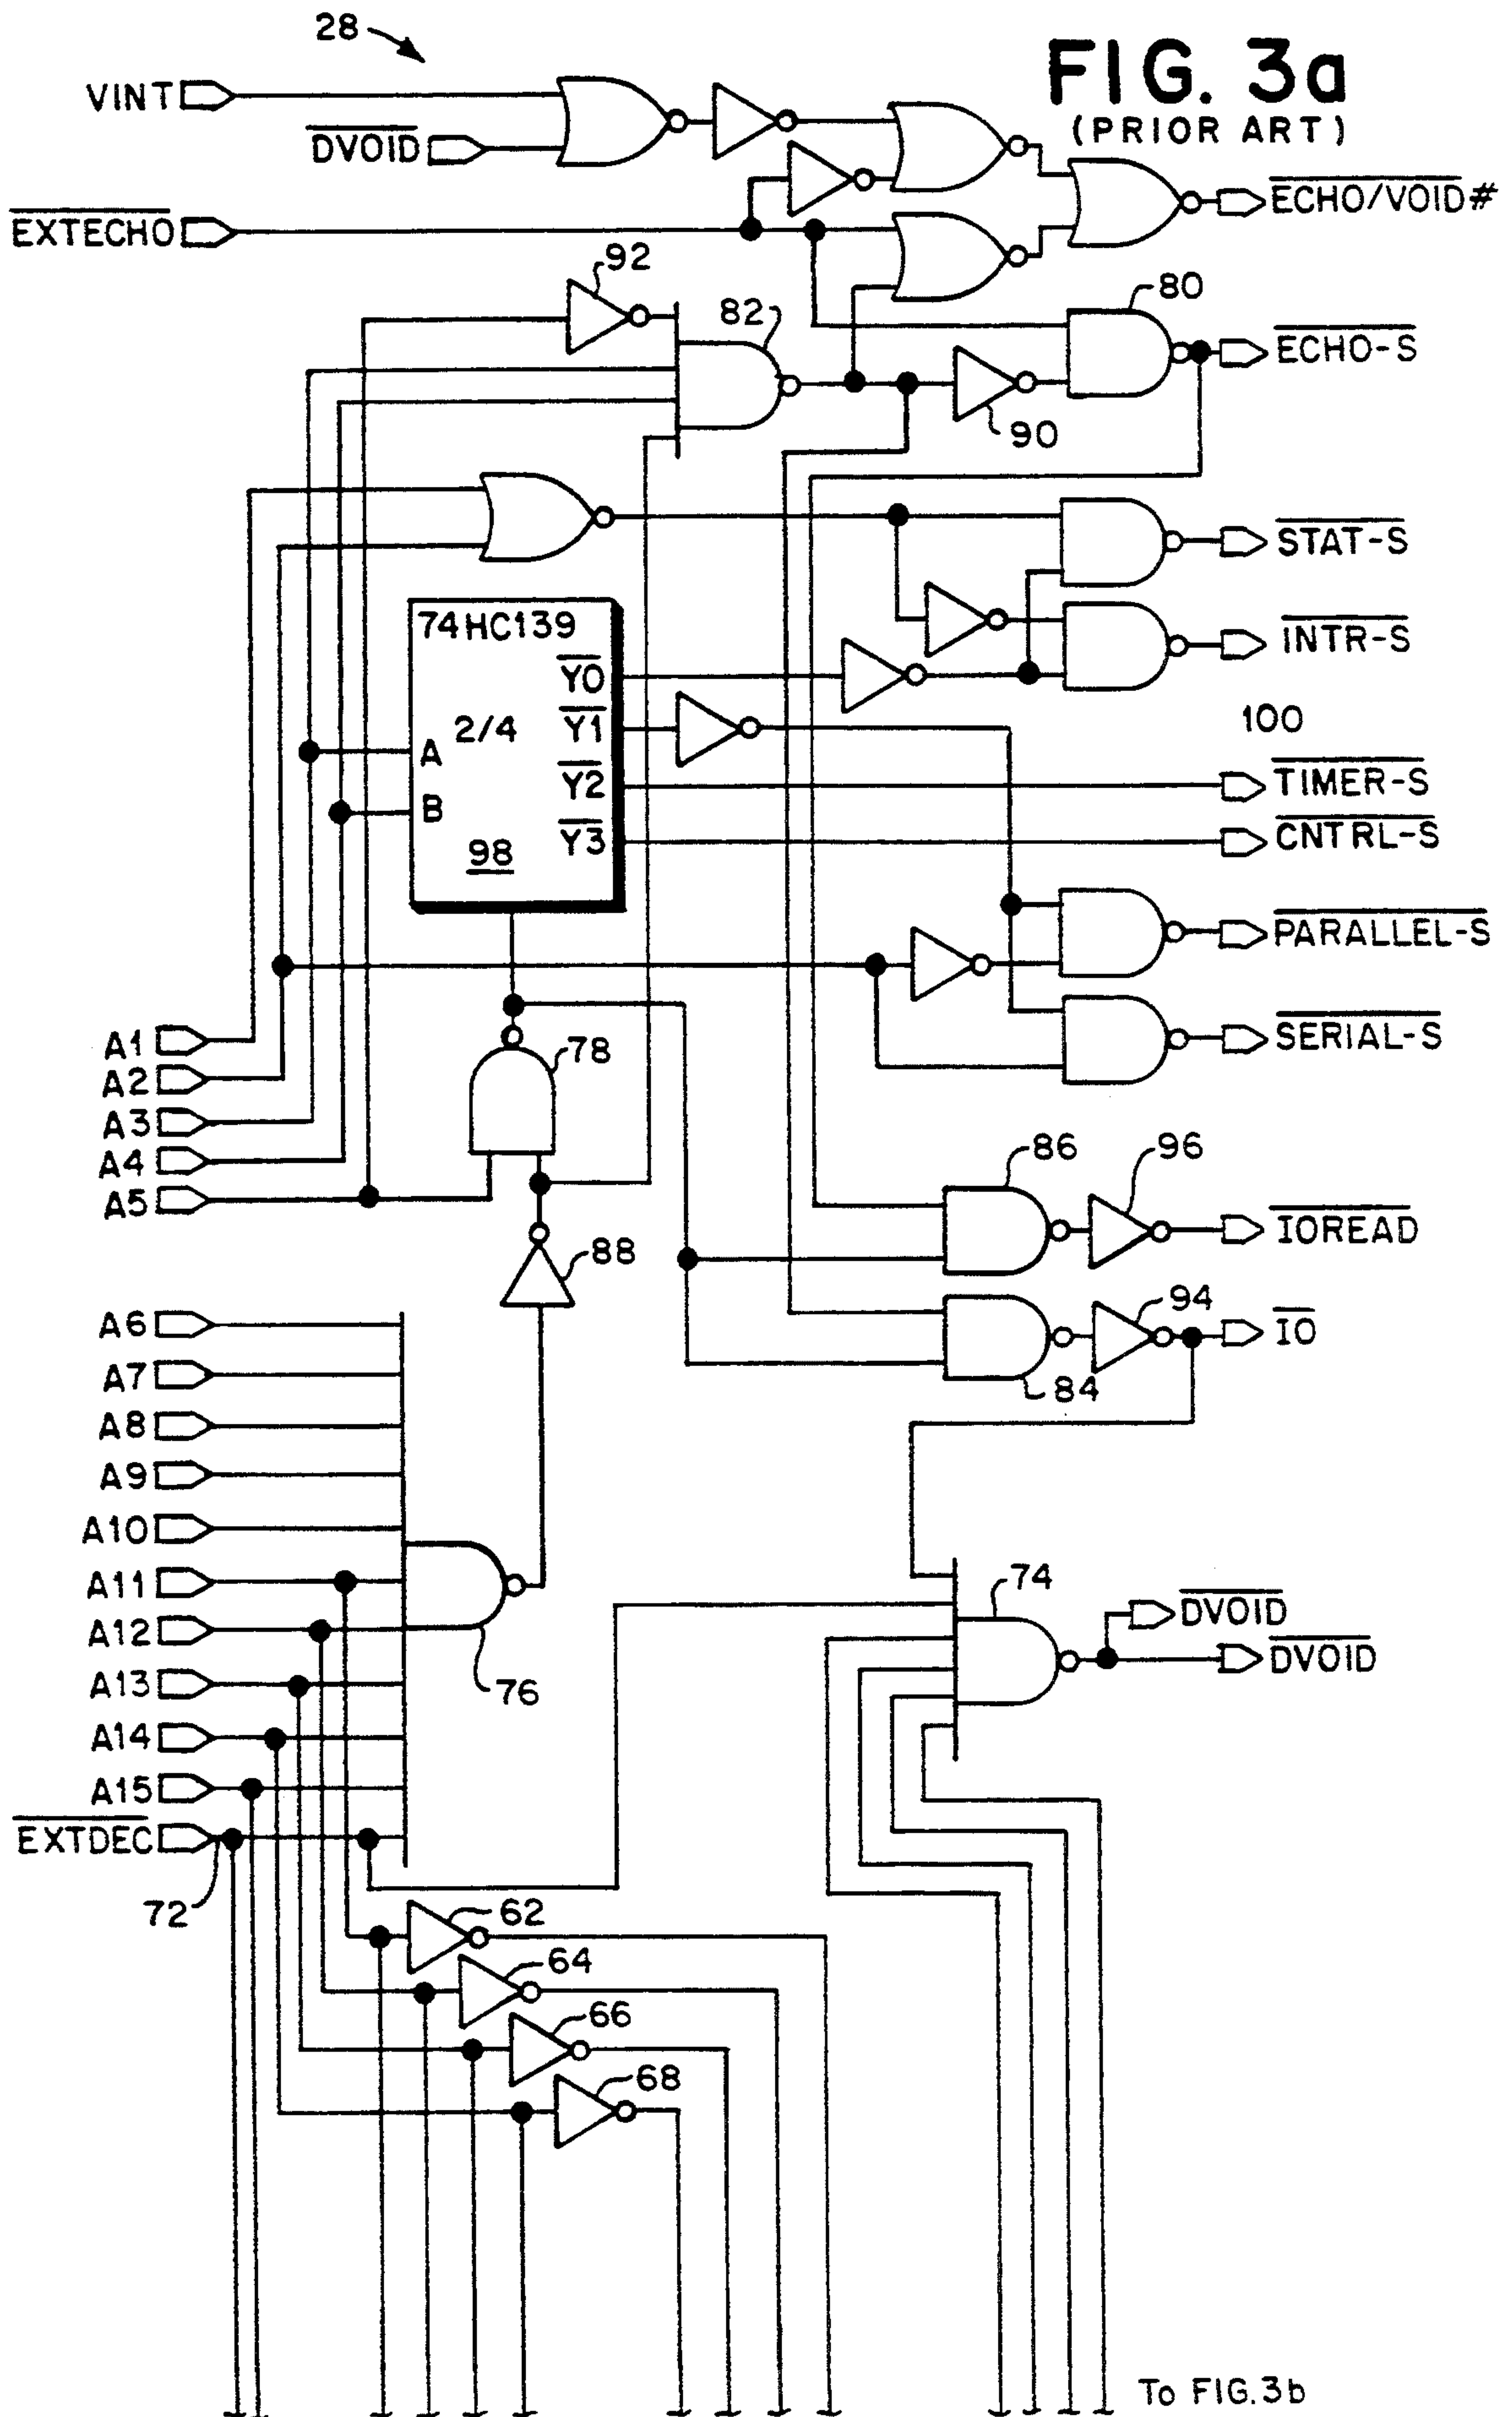 28
FIG. 3a
(PRIOR ART)
VINT
DVOID
EXTECHO
ECHO/VOID#
92
82
80
ECHO-S
90
STAT-S
74HC139
INTR-S
Y0
Y1
2/4
100
A
Y2
TIMER-S
B
Y3
CNTRL-S
98
PARALLEL-S
A1
SERIAL-S
78
A2
A3
A4
A5
86
96
IOREAD
88
A6
94
IO
A7
84
A8
A9
A10
A11
74
DVOID
A12
DVOID
A13
76
A14
A15
EXTDEC
72
62
64
66
68
To FIG.3b